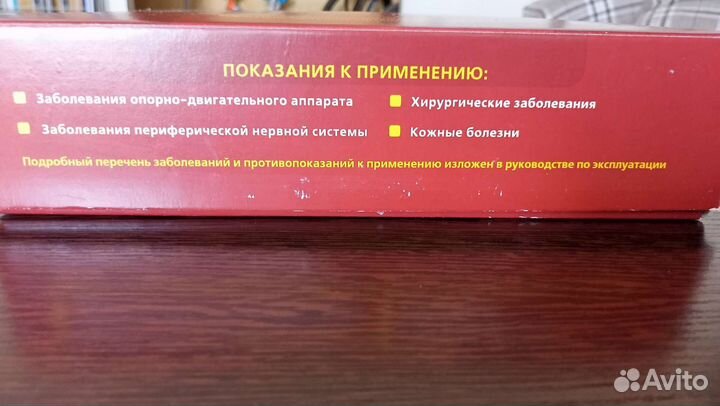 ПОКАЗАНИЯ К ПРИМЕНЕНИЮ:
Заболевания опорно-двигательного аппарата
Хирургические заболевания
Заболевания периферической нервной системы
Кожные болезни
Подробный перечень заболеваний и противопоказаний к применению изложен в руководстве по эксплуатации
Avito